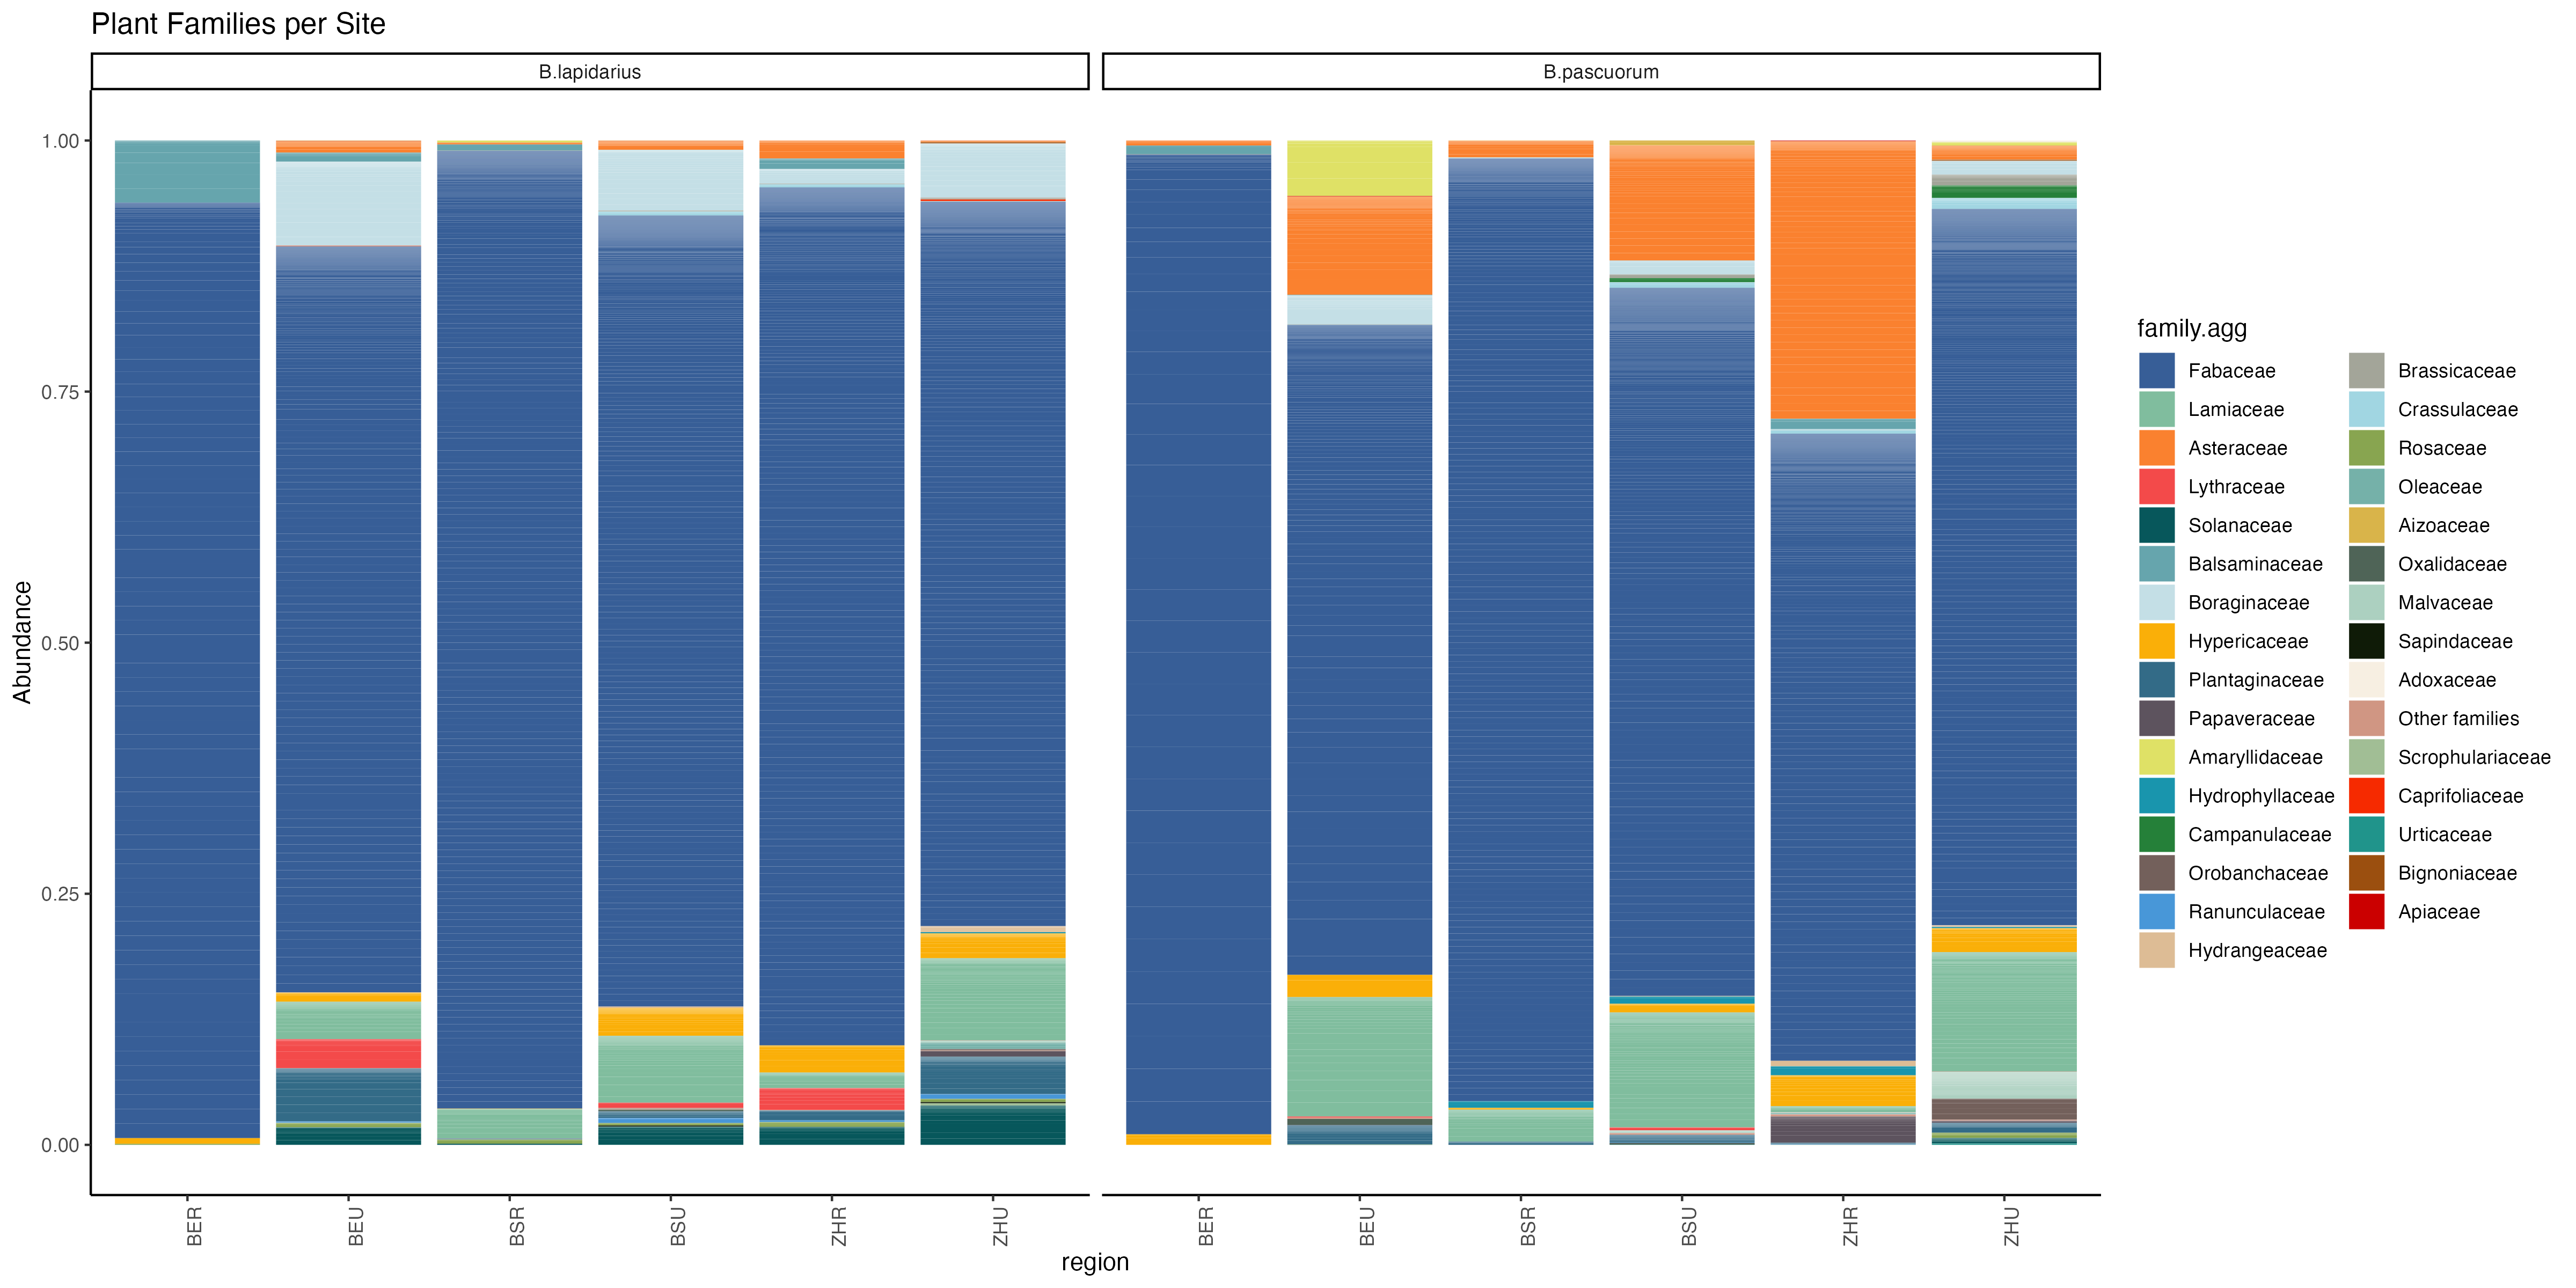 Plant Families per Site
B.lapidarius
B.pascuorum
1.00
0.75
0.50
0.25
0.00
Abundance
BER
BEU
BSR
BSU
ZHR
ZHU
BER
BEU
BSR
BSU
ZHR
ZHU
region
family.agg
Fabaceae
Lamiaceae
Asteraceae
Lythraceae
Solanaceae
Balsaminaceae
Boraginaceae
Hypericaceae
Plantaginaceae
Papaveraceae
Amaryllidaceae
Hydrophyllaceae
Campanulaceae
Orobanchaceae
Ranunculaceae
Hydrangeaceae
Brassicaceae
Crassulaceae
Rosaceae
Oleaceae
Aizoaceae
Oxalidaceae
Malvaceae
Sapindaceae
Adoxaceae
Other families
Scrophulariaceae
Caprifoliaceae
Urticaceae
Bignoniaceae
Apiaceae